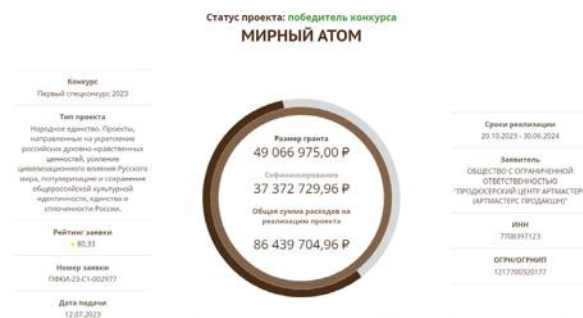 Статус проекта: победитель конкурса
МИРНЫЙ АТОМ
Конкурс
Первый спецконкурс 2023
Тип проекта
Народное единство. Проекты,
направленные на укрепление
российских духовно-нравственных
ценностей, усиление
цивилизационного влияния Русского
мира, популяризацию и сохранение
общероссийской культурной
идентичности, единства и
сплоченности России.
Рейтинг заявки
80,33
Номер заявки
ПФКИ-23-С1-002977
Дата подачи
12.07.2023
Размер гранта
49 066 975,00 ₽
Софинансирование
37 372 729,96 ₽
Общая сумма расходов на
реализацию проекта
86 439 704,96 ₽
Сроки реализации
20.10.2023 - 30.06.2024
Заявитель
ОБЩЕСТВО С ОГРАНИЧЕННОЙ
ОТВЕТСТВЕННОСТЬЮ
"ПРОДЮСЕРСКИЙ ЦЕНТР АРТМАСТЕР
(АРТМАСТЕРС ПРОДАКШН)"
ИНН
7708397123
ОГРН/ОГРНИП
1217700320177